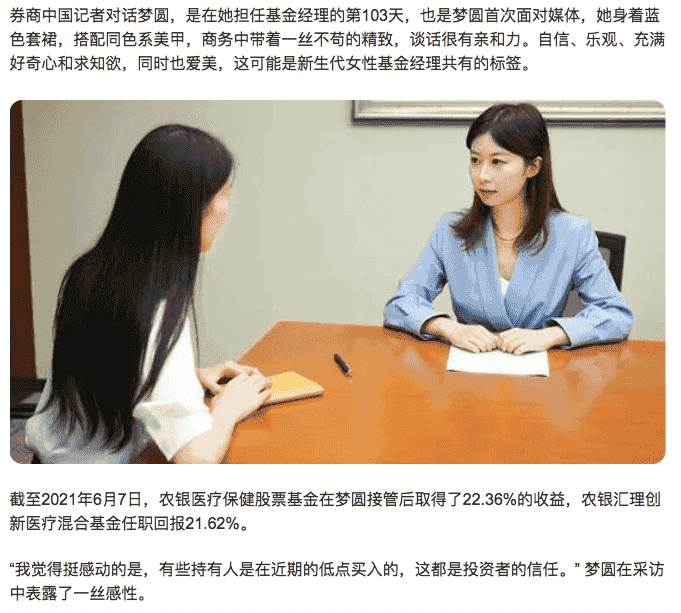 券商中国记者对话梦圆，是在她担任基金经理的第103天，也是梦圆首次面对媒体，她身着蓝
色套裙，搭配同色系美甲，商务中带着一丝不苟的精致，谈话很有亲和力。自信、乐观、充满
好奇心和求知欲，同时也爱美，这可能是新生代女性基金经理共有的标签。
截至2021年6月7日，农银医疗保健股票基金在梦圆接管后取得了22.36%的收益，农银汇理创
新医疗混合基金任职回报21.62%。
“我觉得挺感动的是，有些持有人是在近期的低点买入的，这都是投资者的信任。” 梦圆在采访
中表露了一丝感性。